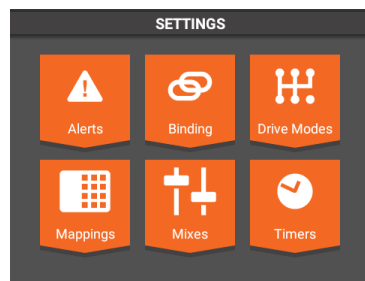 SETTINGS
Alerts
Binding
Drive Modes
Mappings
Mixes
Timers